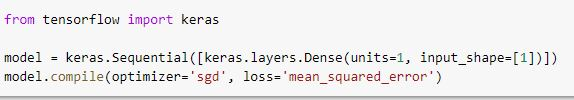 from tensorflow import keras
model = keras.Sequential([keras.layers.Dense(units=1, input_shape=[1])])
model.compile(optimizer='sgd', loss='mean_squared_error')